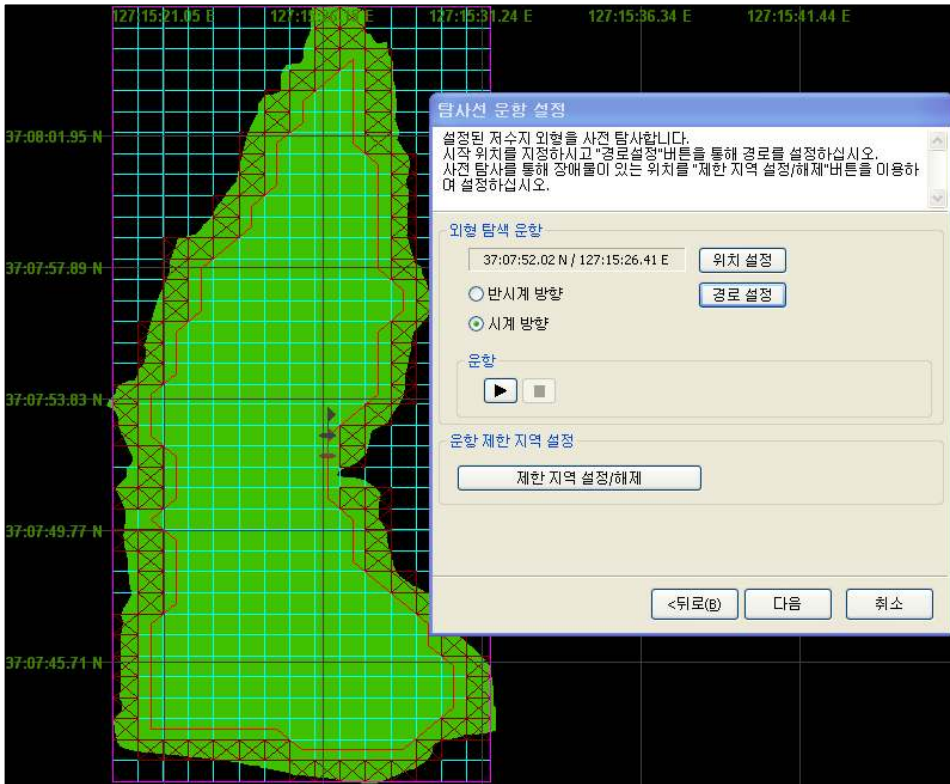 127:15:21.05 E
127:15:31.24 E
127:15:36.34 E
127:15:41.44 E
37:08:01.95 N
37:07:57.89 N
37:07:53.83 N
37:07:49.77 N
37:07:45.71 N
탐사선 운항 설정
설정된 저수지 외형을 사전 탐사합니다.
시작 위치를 지정하시고 "경로설정"버튼을 통해 경로를 설정하십시오.
사전 탐사를 통해 장애물이 있는 위치를 "제한 지역 설정/해제"버튼을 이용하
여 설정하십시오.
외형 탐색 운항
37:07:52.02 N / 127:15:26.41 E
위치 설정
반시계 방향
경로 설정
시계 방향
운항
운항 제한 지역 설정
제한 지역 설정/해제
<뒤로(B)
다음
취소